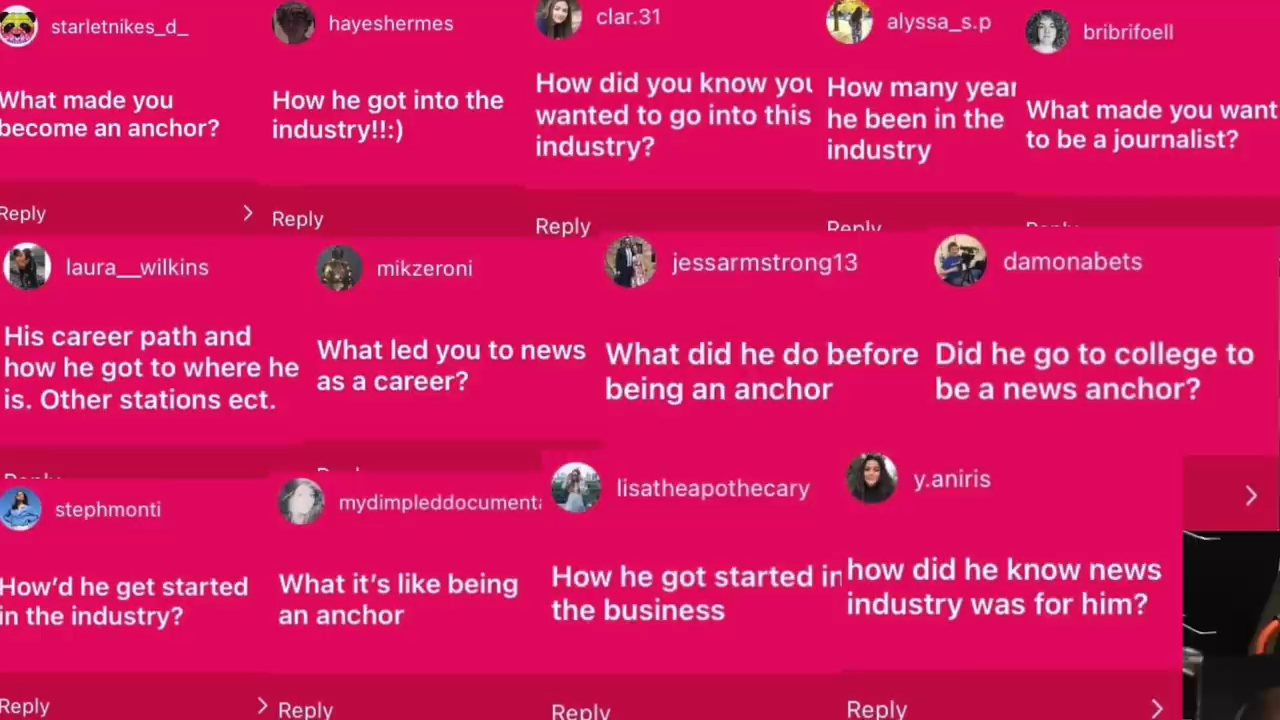 starletnikes_d_
What made you
become an anchor?
Reply
hayeshermes
How he got into the
industry!!:)
Reply
clar.31
How did you know you
wanted to go into this
industry?
Reply
alyssa_s.p
How many year
he been in the
industry
Reply
bribrifoell
What made you want
to be a journalist?
Reply
laura__wilkins
His career path and
how he got to where he
is. Other stations ect.
Reply
mikzeroni
What led you to news
as a career?
Reply
jessarmstrong13
What did he do before
being an anchor
damonabets
Did he go to college to
be a news anchor?
stephmonti
How'd he get started
in the industry?
Reply
mydimpleddocument
What it's like being
an anchor
Reply
lisatheapothecary
How he got started in
the business
Reply
y.aniris
how did he know news
industry was for him?
Reply